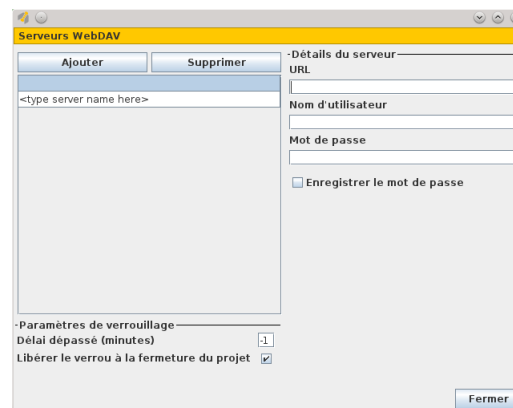 Serveurs WebDAV
Ajouter
Supprimer
<type server name here>
Détails du serveur
URL
Nom d'utilisateur
Mot de passe
Enregistrer le mot de passe
Paramètres de verrouillage
Délai dépassé (minutes)
-1
Libérer le verrou à la fermeture du projet
Fermer